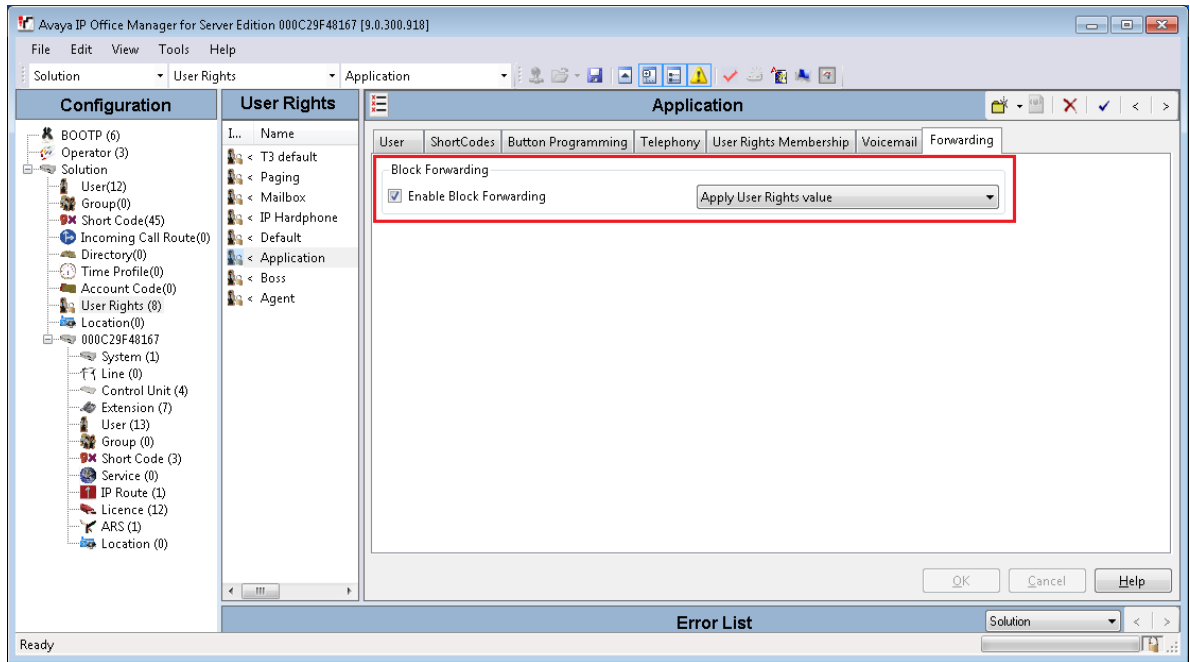 Avaya IP Office Manager for Server Edition 000C29F48167 [9.0.300.918]
File Edit View Tools Help
Solution User Rights Application
Configuration
BOOTP (6)
Operator (3)
Solution
User(12)
Group(0)
Short Code(45)
Incoming Call Route(0)
Directory(0)
Time Profile(0)
Account Code(0)
User Rights (8)
Location(0)
000C29F48167
System (1)
Line (0)
Control Unit (4)
Extension (7)
User (13)
Group (0)
Short Code (3)
Service (0)
IP Route (1)
Licence (12)
ARS (1)
Location (0)
User Rights
I... Name
< T3 default
< Paging
< Mailbox
< IP Hardphone
< Default
< Application
< Boss
< Agent
Application
User ShortCodes Button Programming Telephony User Rights Membership Voicemail Forwarding
Block Forwarding
Enable Block Forwarding Apply User Rights value
OK Cancel Help
Error List Solution
Ready